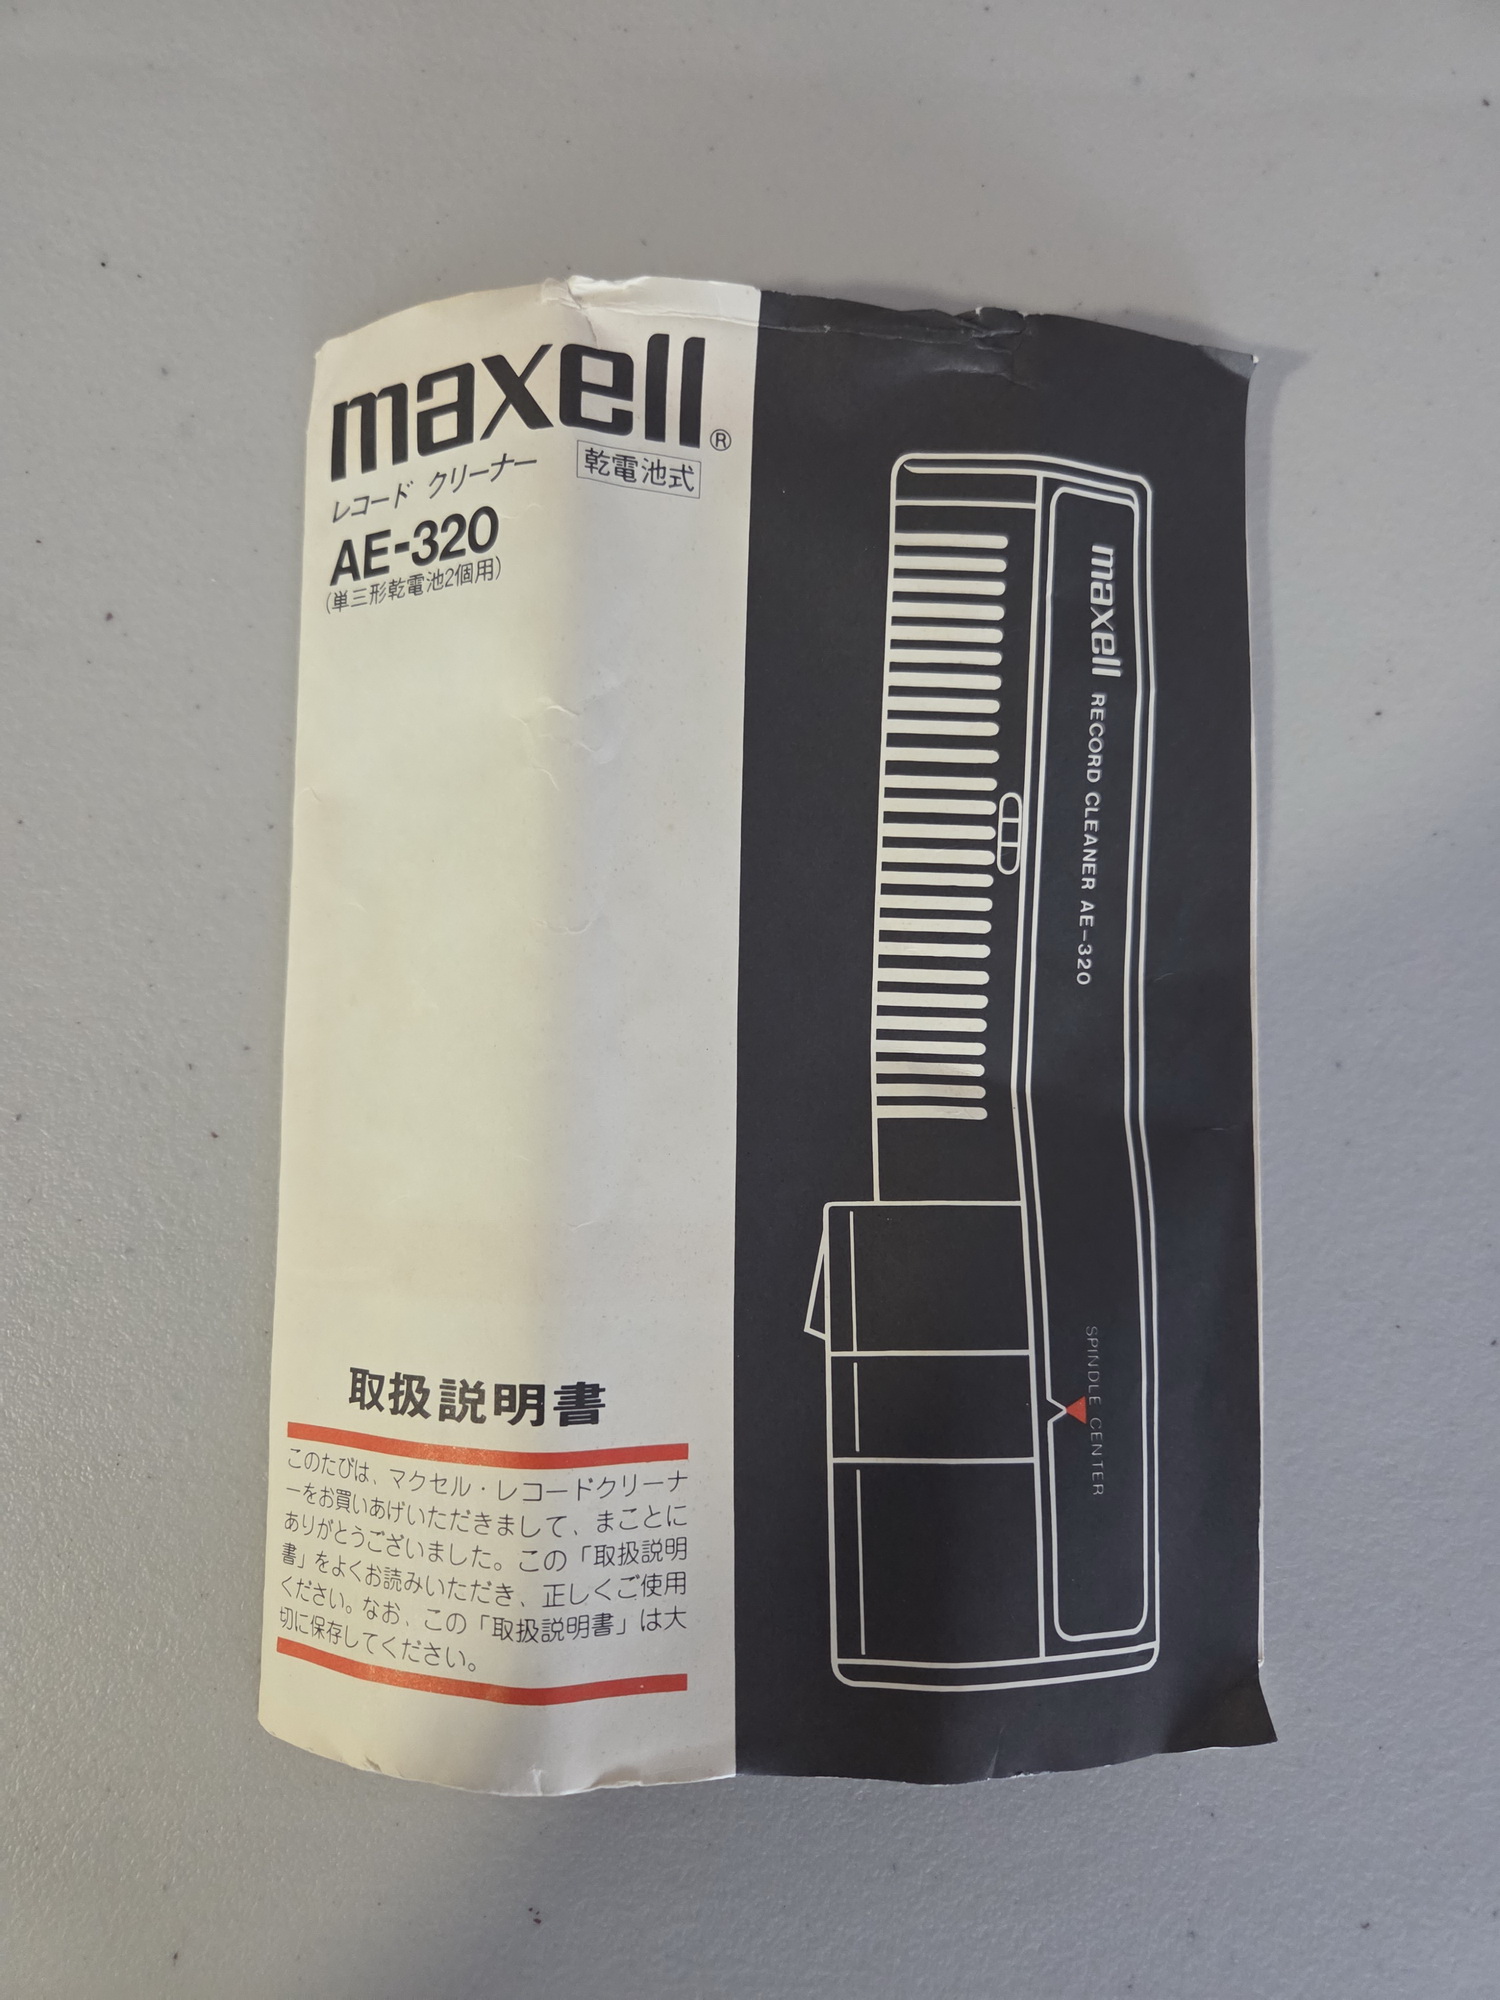 maxell®
レコード クリーナー
乾電池式
AE-320
(単三形乾電池2個用)
取扱説明書
このたびは、マクセル・レコードクリーナ
ーをお買いあげいただきまして、まことに
ありがとうございました。この「取扱説明
書」をよくお読みいただき、正しくご使用
ください。なお、この「取扱説明書」は大
切に保存してください。
maxell RECORD CLEANER AE-320
SPINDLE CENTER